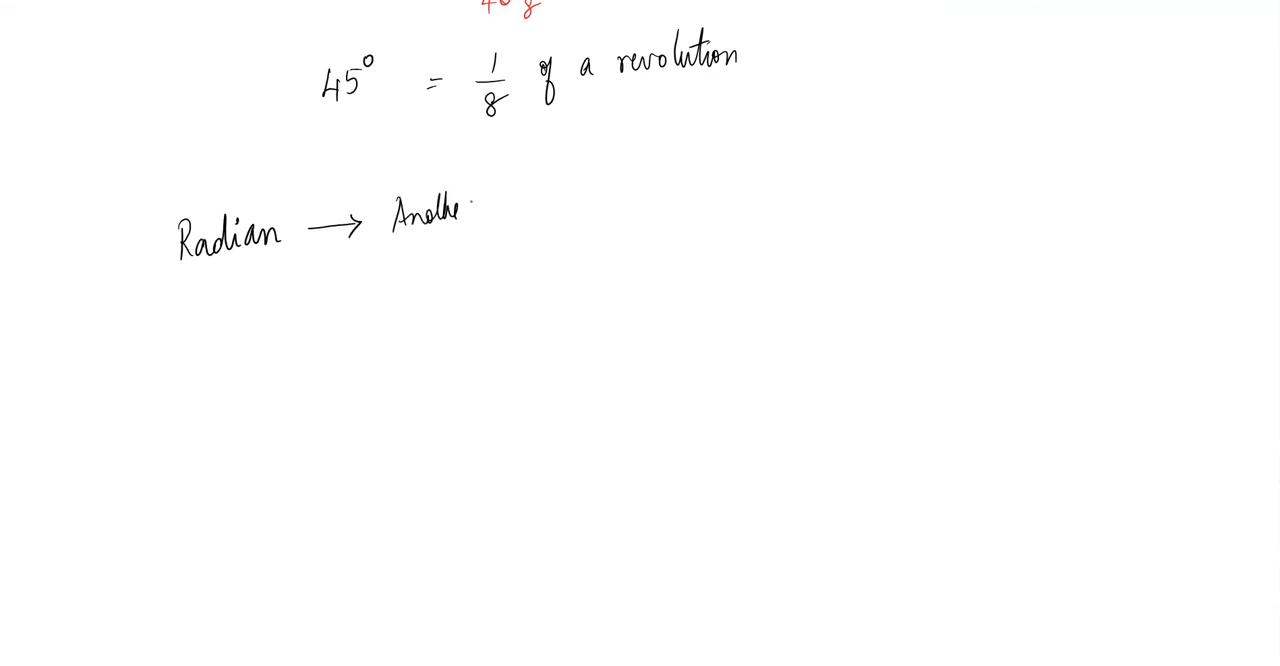 45° = 1/8 of a revolution
Radian → Anothe